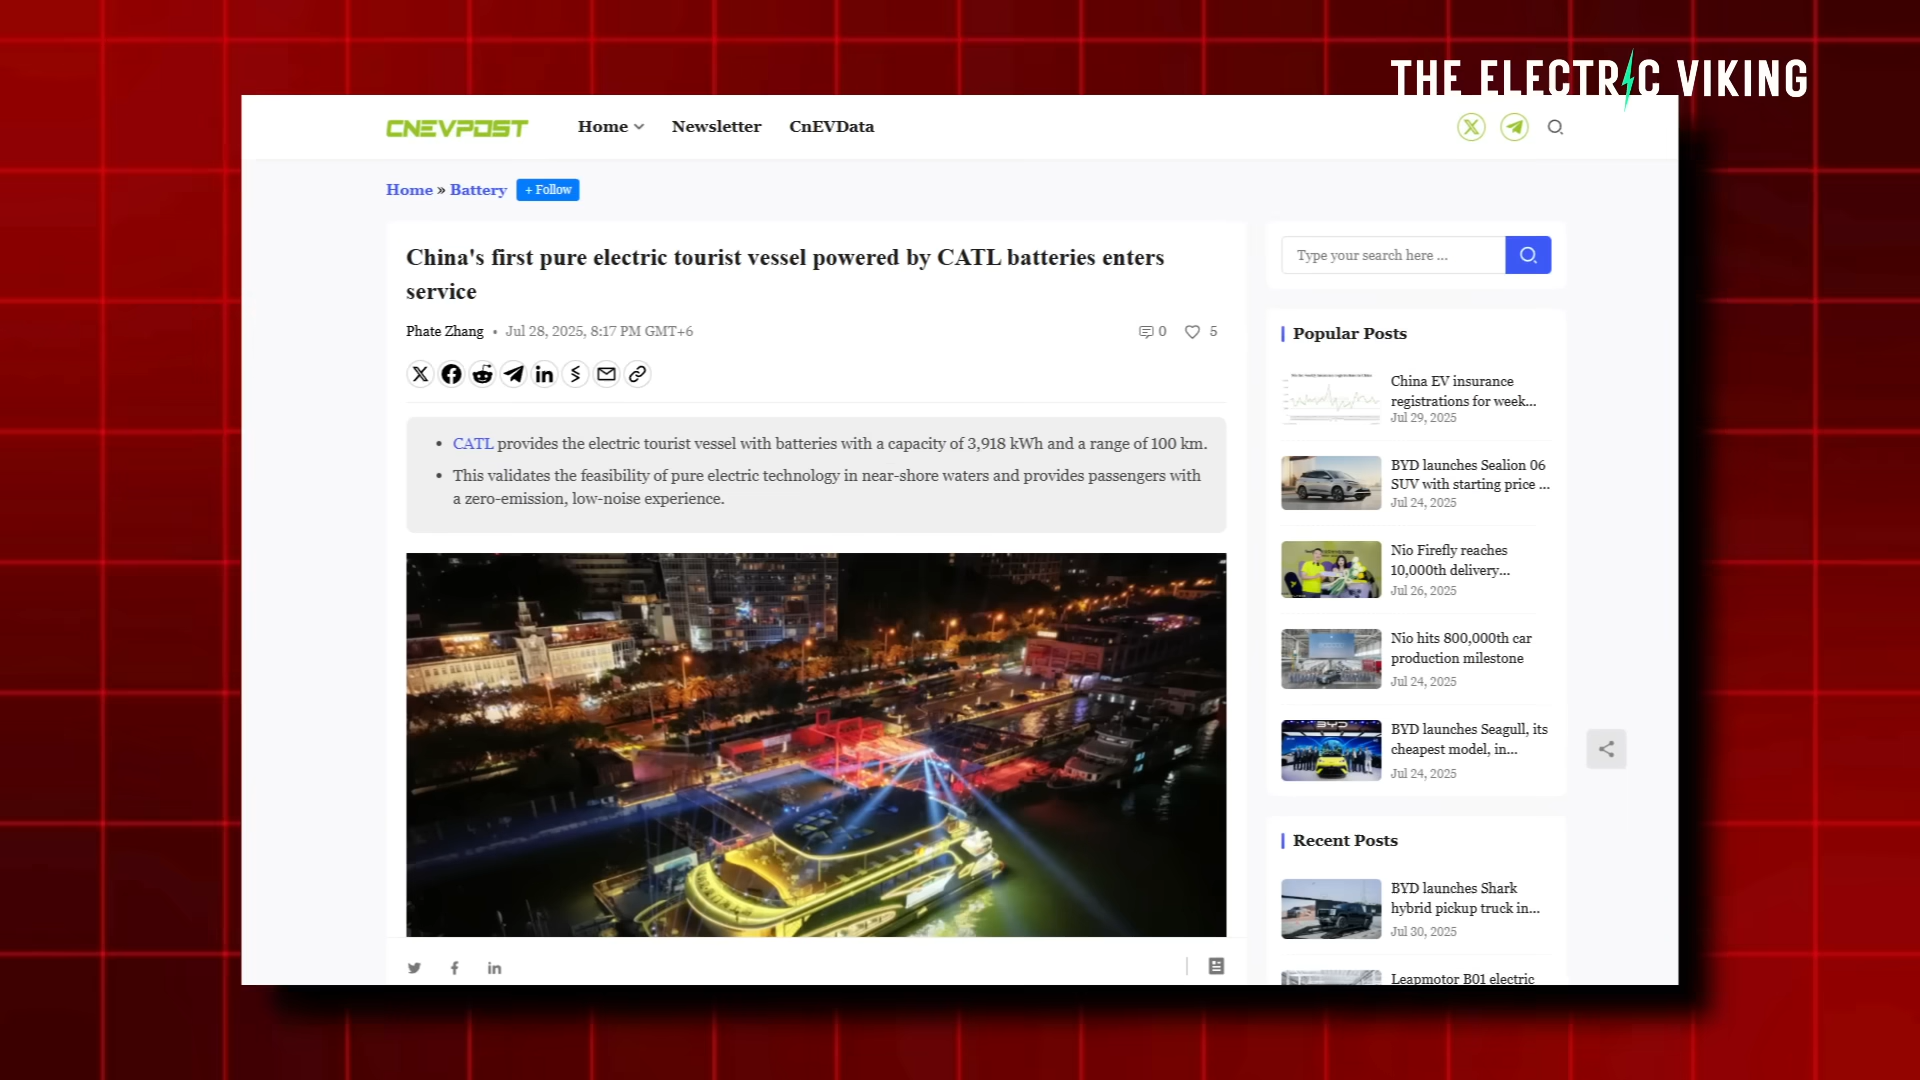 THE ELECTRIC VIKING
CNEVPOST
Home
Newsletter
CnEVData
Home » Battery
+ Follow
China's first pure electric tourist vessel powered by CATL batteries enters
service
Phate Zhang • Jul 28, 2025, 8:17 PM GMT+6
0
5
• CATL provides the electric tourist vessel with batteries with a capacity of 3,918 kWh and a range of 100 km.
• This validates the feasibility of pure electric technology in near-shore waters and provides passengers with
a zero-emission, low-noise experience.
Type your search here ...
Popular Posts
China EV insurance
registrations for week...
Jul 29, 2025
BYD launches Sealion 06
SUV with starting price ...
Jul 24, 2025
Nio Firefly reaches
10,000th delivery...
Jul 26, 2025
Nio hits 800,000th car
production milestone
Jul 24, 2025
BYD
BYD launches Seagull, its
cheapest model, in...
Jul 24, 2025
Recent Posts
BYD launches Shark
hybrid pickup truck in...
Jul 30, 2025
Leapmotor B01 electric